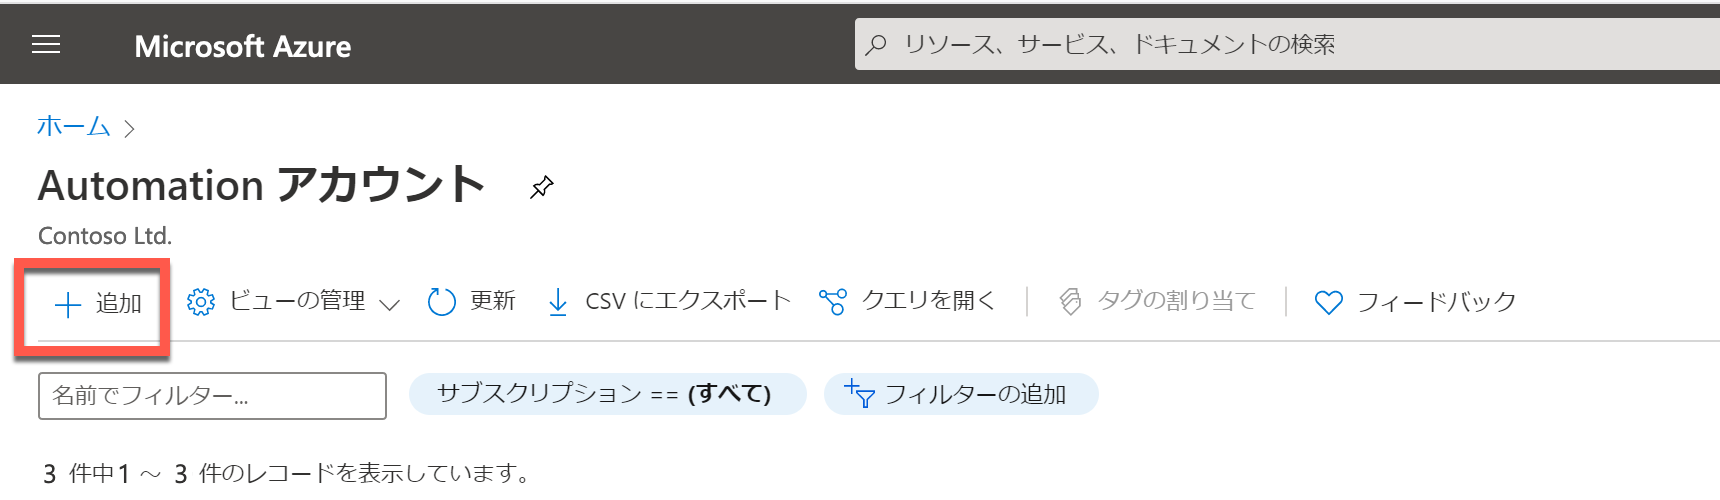 Microsoft Azure
リソース、サービス、ドキュメントの検索
ホーム >
Automation アカウント
Contoso Ltd.
追加 ビューの管理 更新 CSV にエクスポート クエリを開く タグの割り当て フィードバック
名前でフィルター... サブスクリプション == (すべて) フィルターの追加
3 件中 1 ～ 3 件のレコードを表示しています。